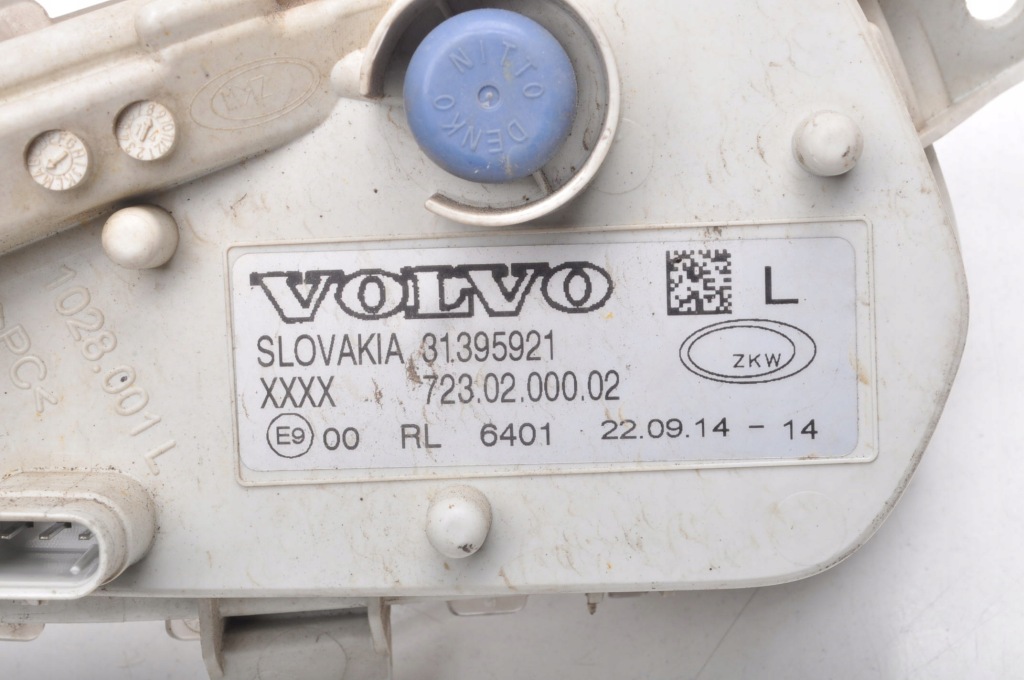 NITTO
DENKO
ZKW
VOLVO
L
SLOVAKIA 31395921
ZKW
XXXX 723.02.000.02
E9 00 RL 6401 22.09.14 - 14
1028.001 L